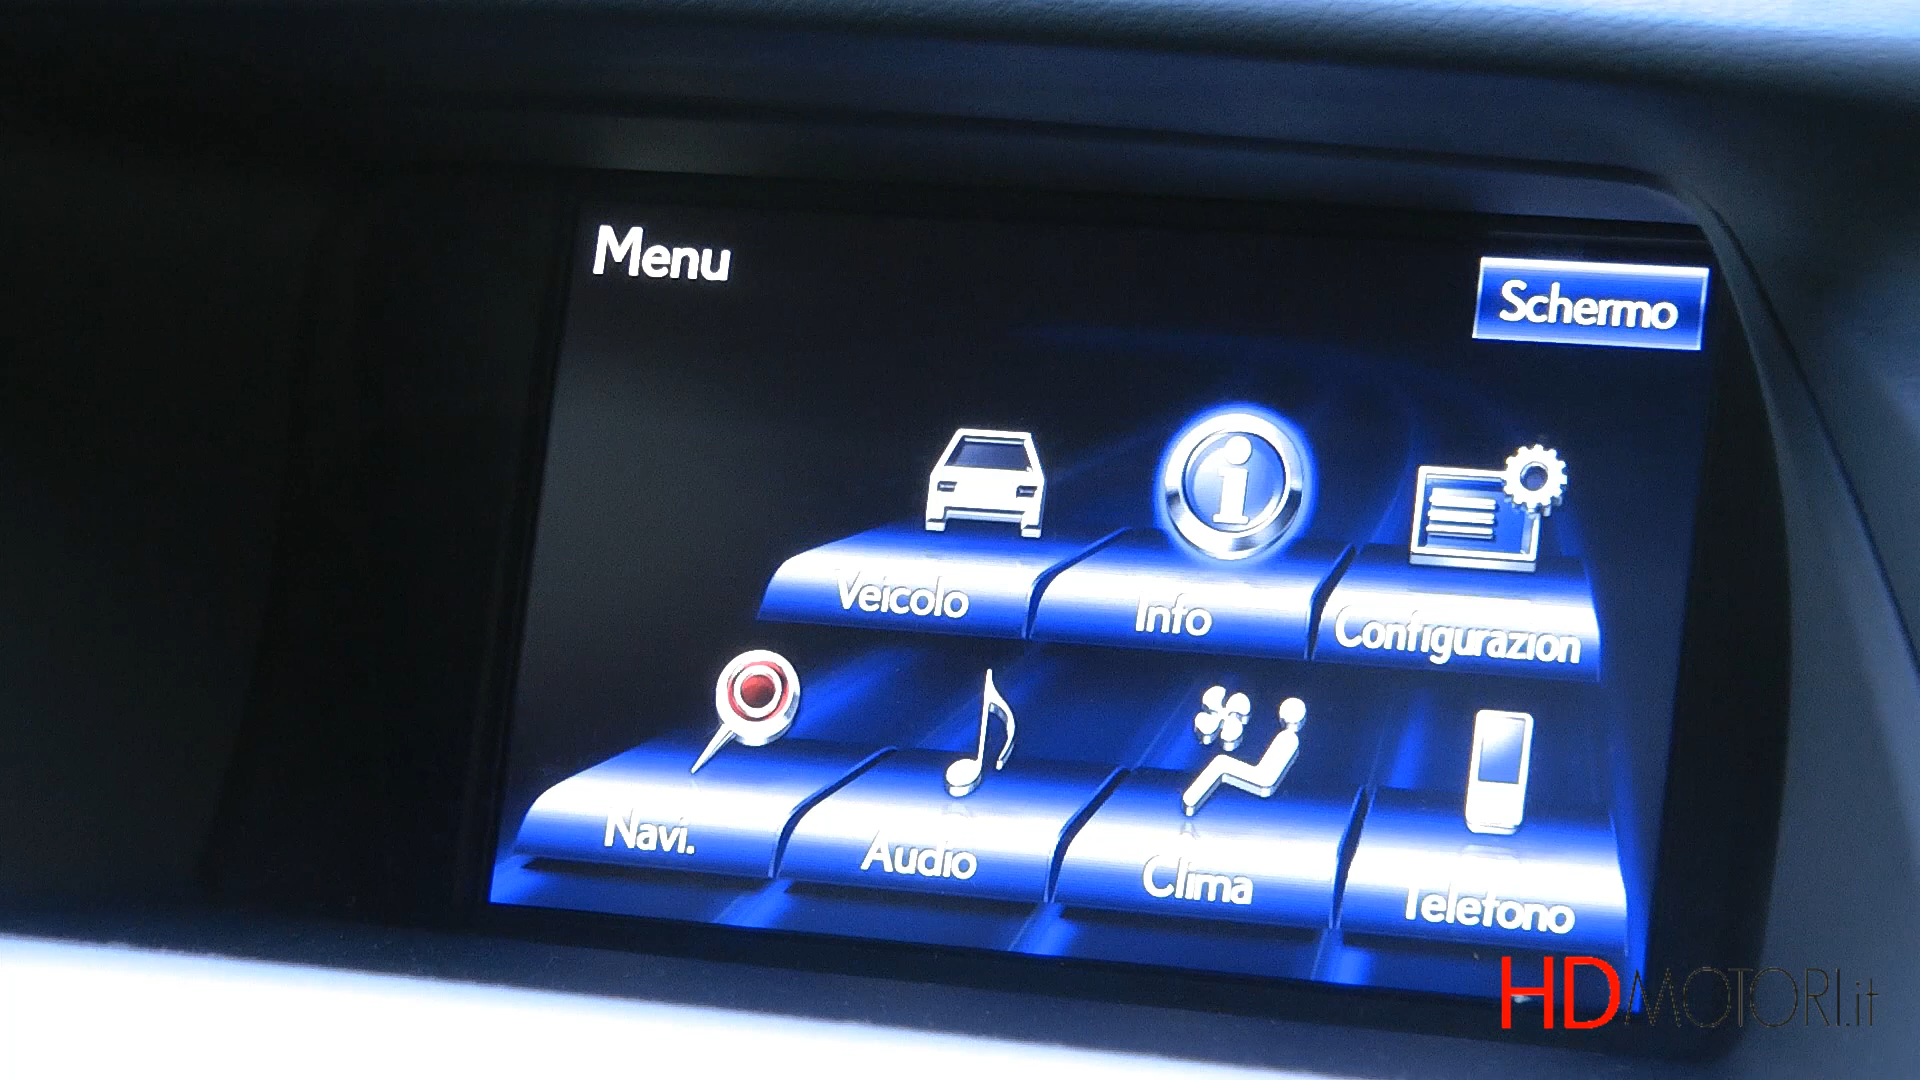 Menu
Schermo
Veicolo
Info
Configurazion
Navi.
Audio
Clima
Telefono
HDMOTORI.it